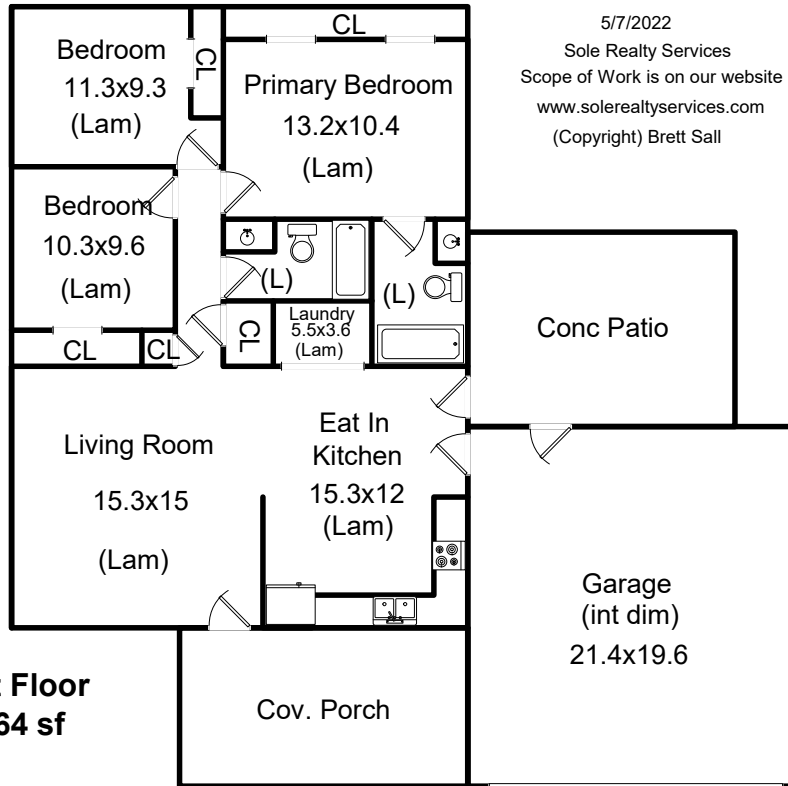 5/7/2022
Sole Realty Services
Scope of Work is on our website
www.solerealtyservices.com
(Copyright) Brett Sall
CL
Bedroom
11.3x9.3
(Lam)
CL
Primary Bedroom
13.2x10.4
(Lam)
Bedroom
10.3x9.6
(Lam)
(L)
(L)
Laundry
5.5x3.6
(Lam)
CL
CL
CL
Conc Patio
Living Room
15.3x15
(Lam)
Eat In
Kitchen
15.3x12
(Lam)
Garage
(int dim)
21.4x19.6
Cov. Porch
Floor
64 sf